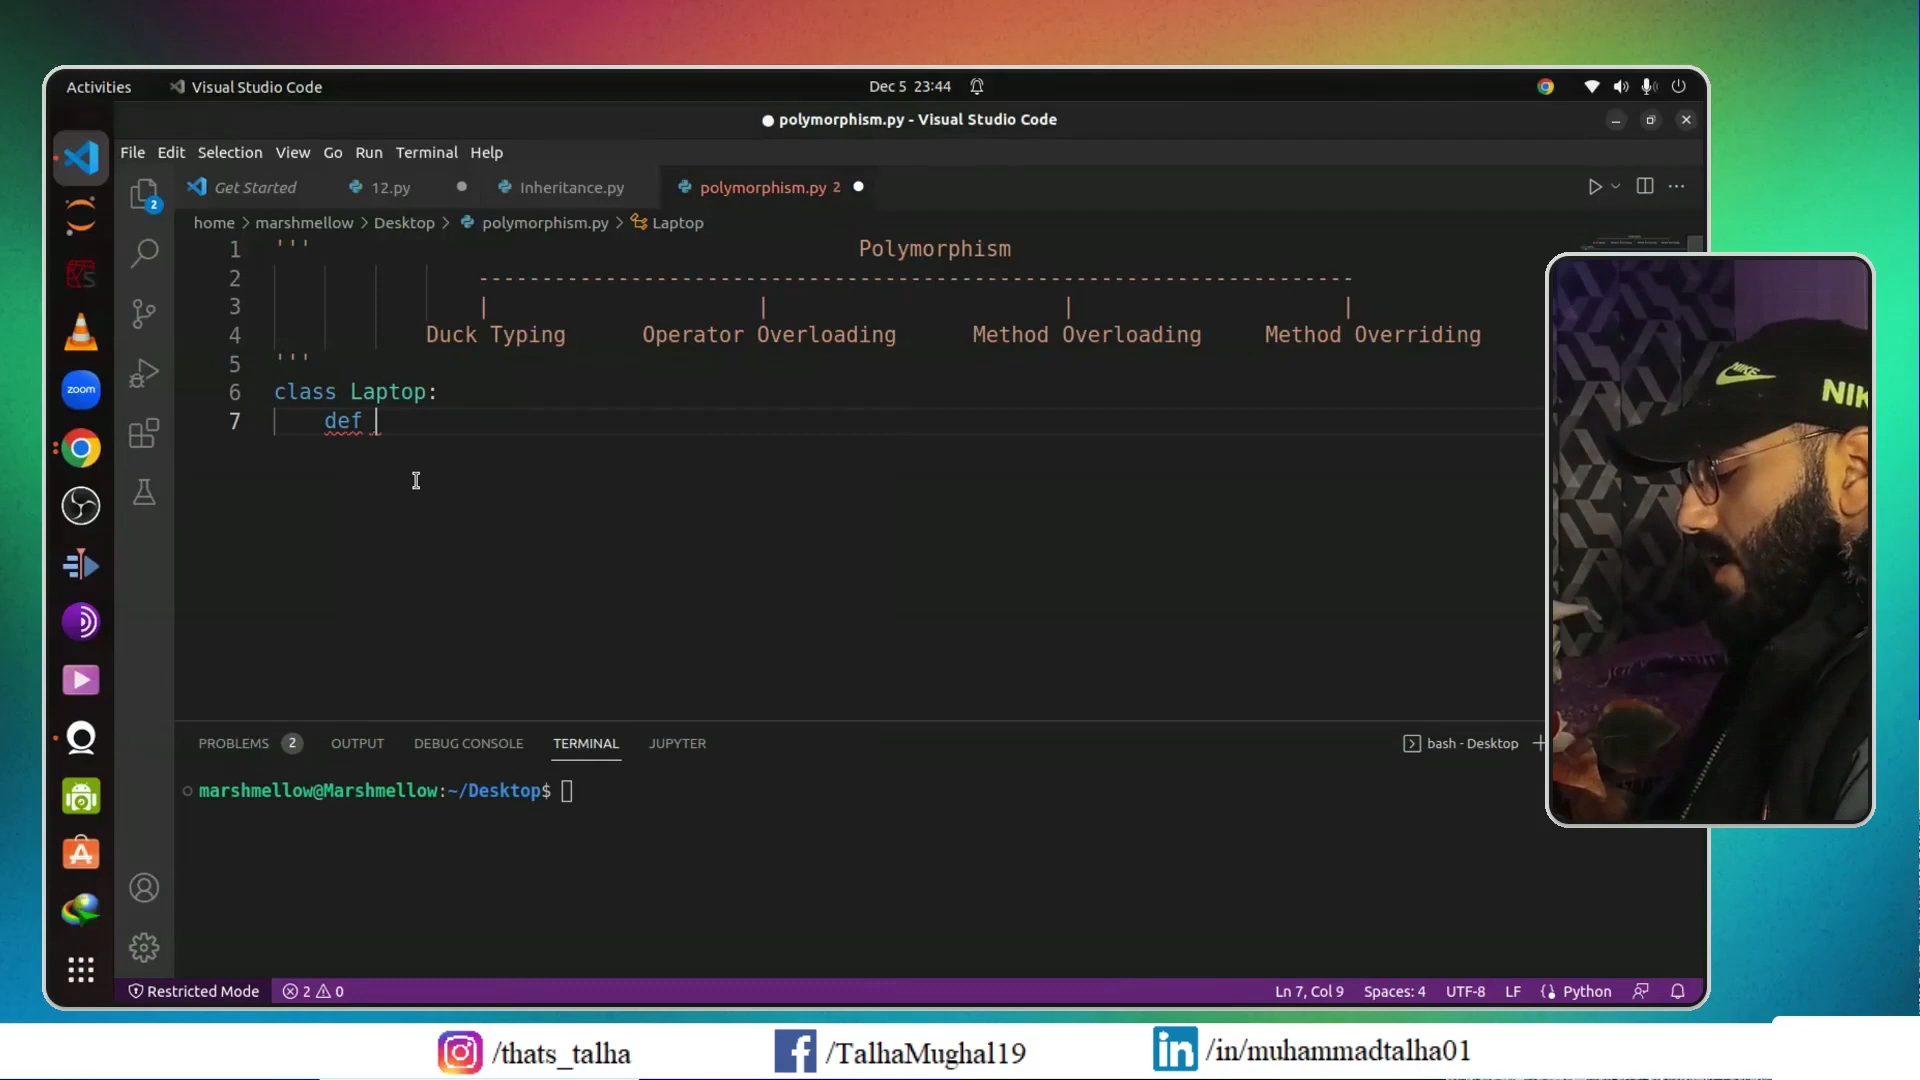 Activities
Visual Studio Code
Dec 5 23:44
polymorphism.py - Visual Studio Code
File Edit Selection View Go Run Terminal Help
Get Started
12.py
Inheritance.py
polymorphism.py 2
home > marshmellow > Desktop > polymorphism.py > Laptop
1 ''' Polymorphism
2 ---------------------------------------------------------------------
3 | | | |
4 Duck Typing Operator Overloading Method Overloading Method Overriding
5 '''
6 class Laptop:
7 def
2
zoom
NIKE
NIK
PROBLEMS 2 OUTPUT DEBUG CONSOLE TERMINAL JUPYTER
bash - Desktop
marshmellow@Marshmellow:~/Desktop$
Restricted Mode
2 0
Ln 7, Col 9 Spaces: 4 UTF-8 LF Python
/thats_talha
/TalhaMughal19
in /in/muhammadtalha01